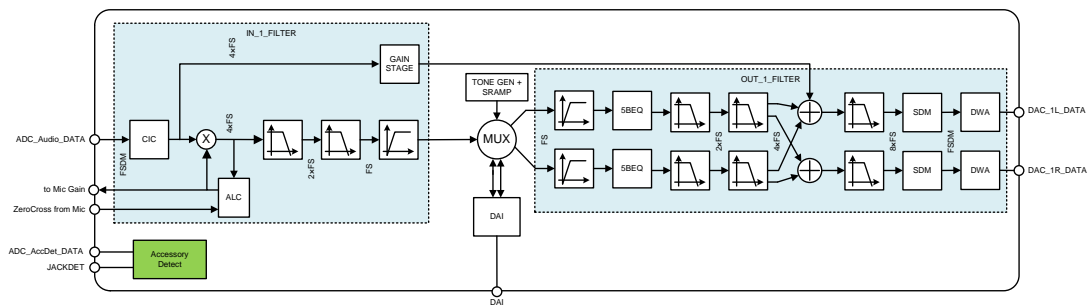 IN_1_FILTER
4×FS
GAIN
STAGE
TONE GEN +
SRAMP
OUT_1_FILTER
ADC_Audio_DATA
FSDM
CIC
X
4×FS
2×FS
FS
MUX
FS
5BEQ
2×FS
4×FS
8×FS
SDM
FSDM
DWA
DAC_1L_DATA
5BEQ
SDM
DWA
DAC_1R_DATA
to Mic Gain
ALC
ZeroCross from Mic
DAI
ADC_AccDet_DATA
JACKDET
Accessory
Detect
DAI